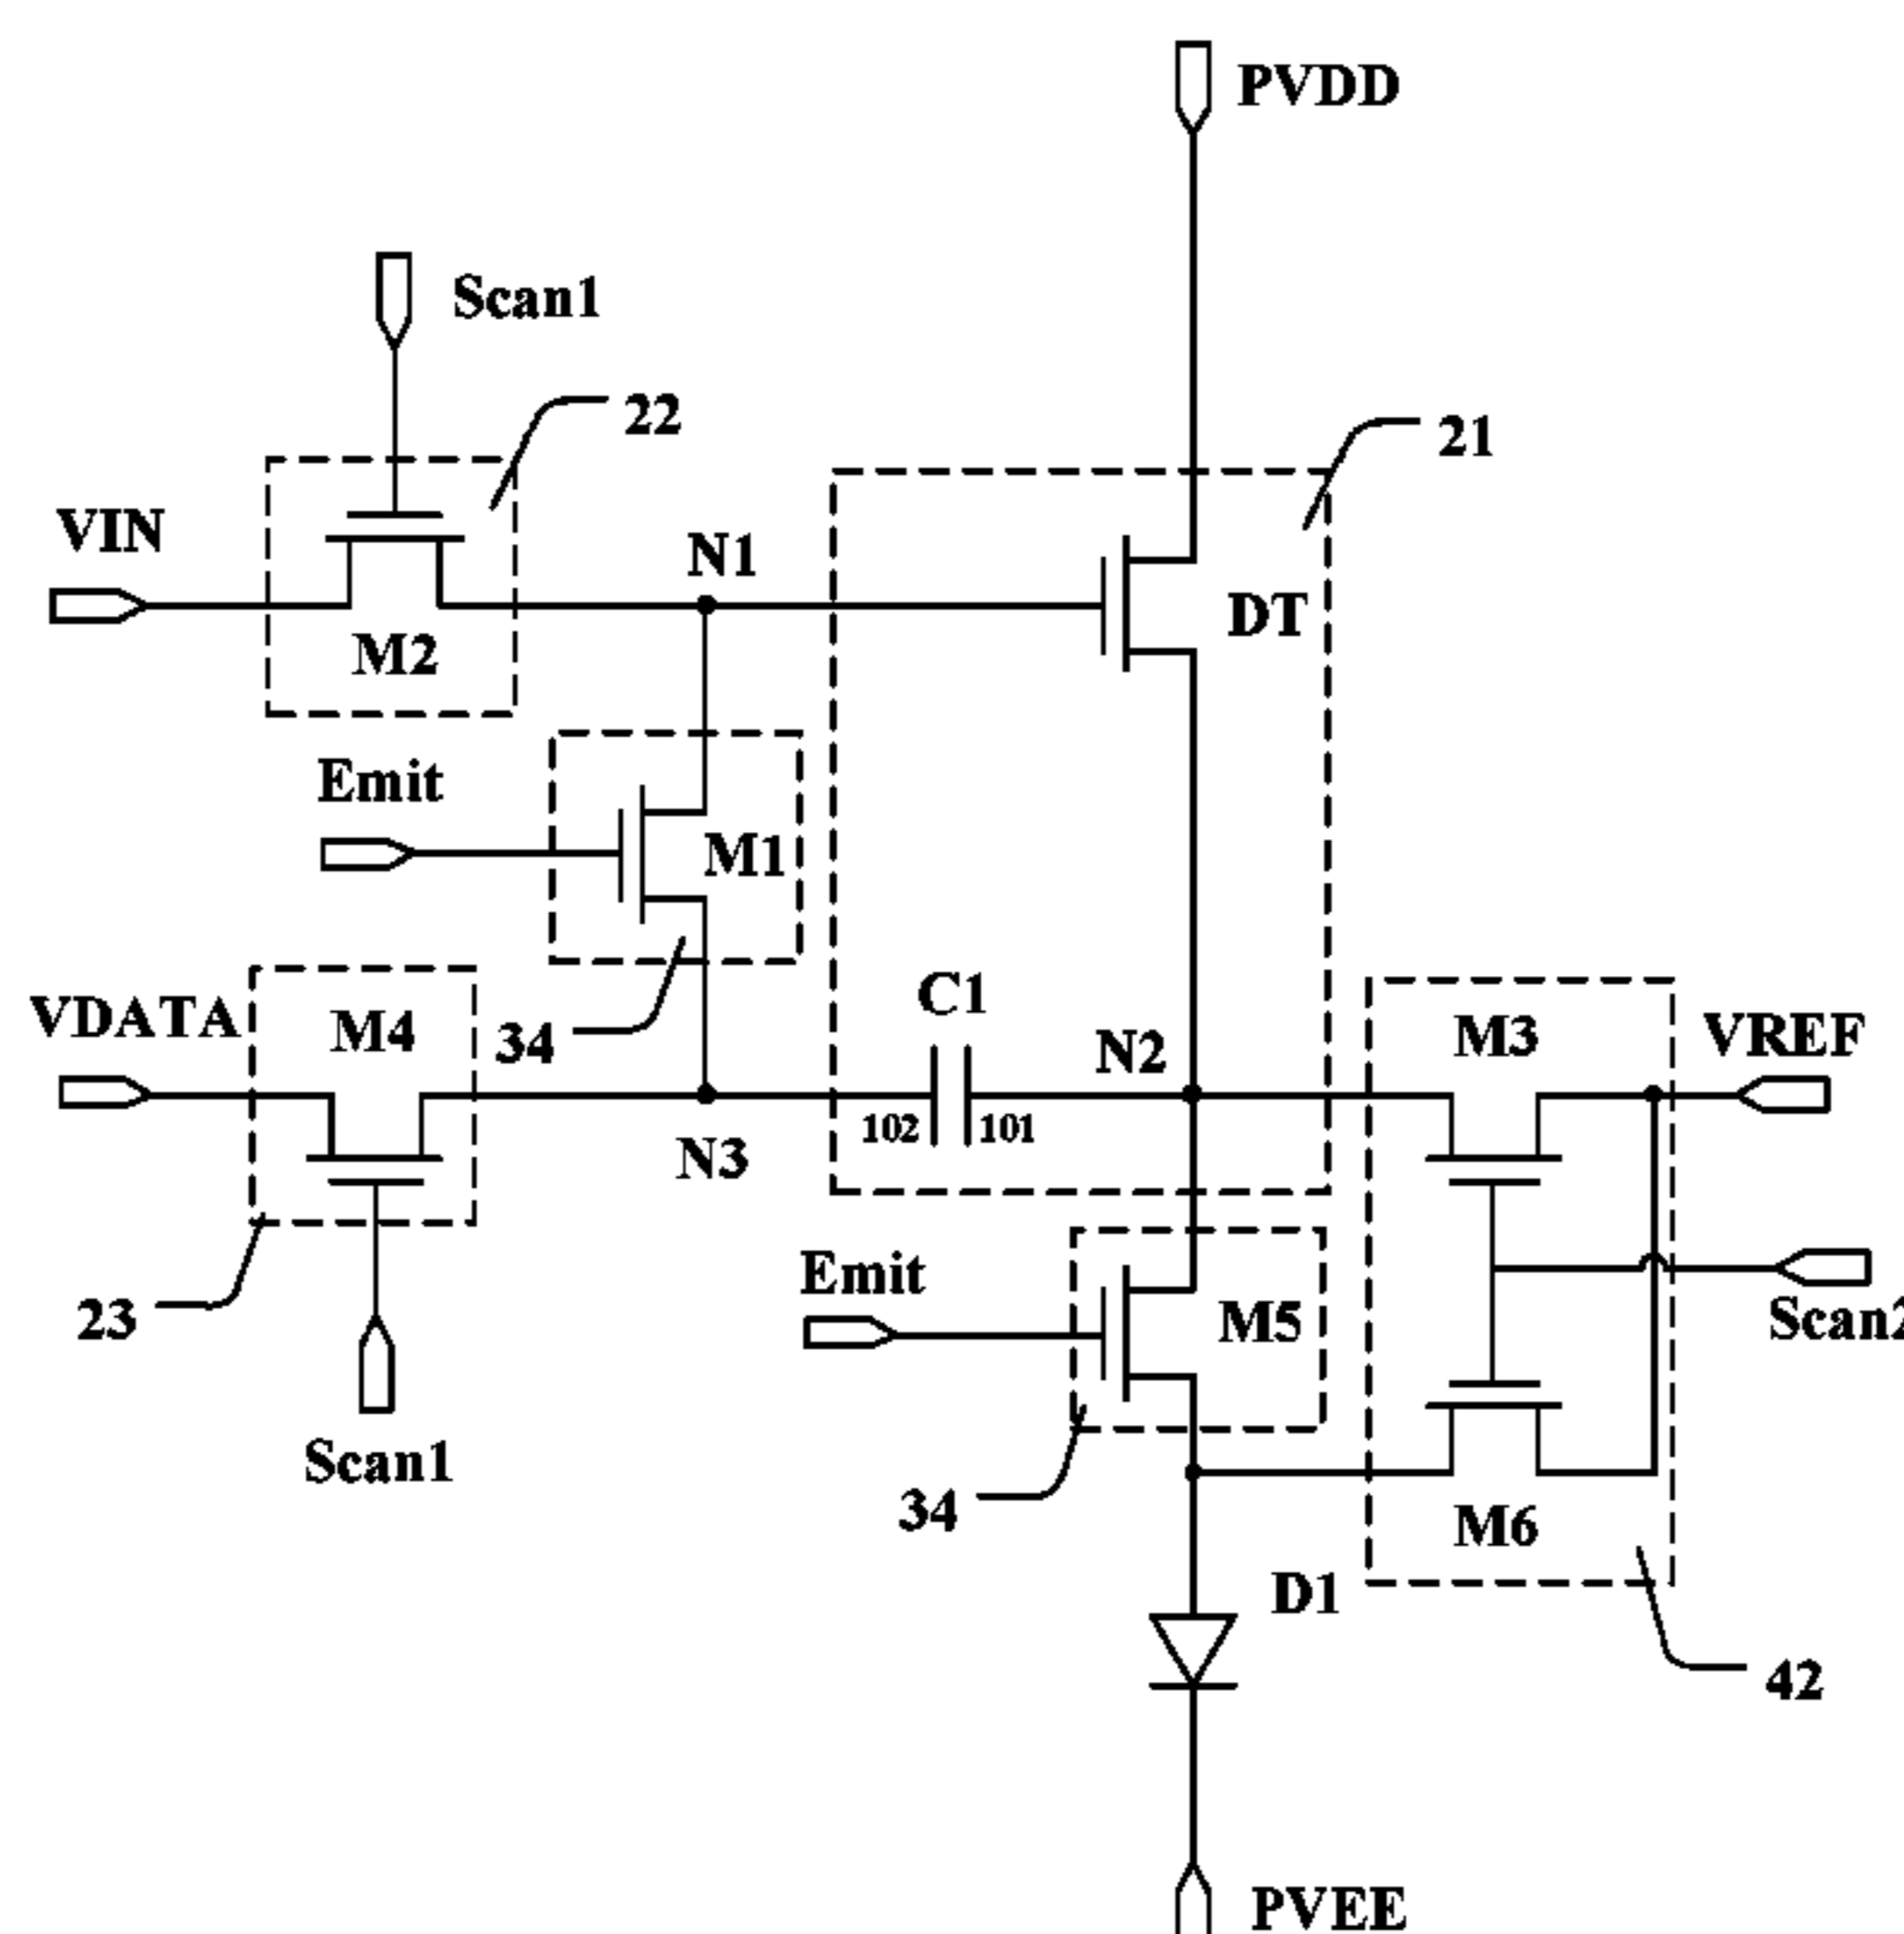 PVDD
Scan1
22
21
VIN
N1
DT
M2
Emit
M1
C1
VDATA
M4
34
N2
M3
VREF
102
101
N3
Emit
M5
Scan2
23
Scan1
34
M6
D1
42
PVEE